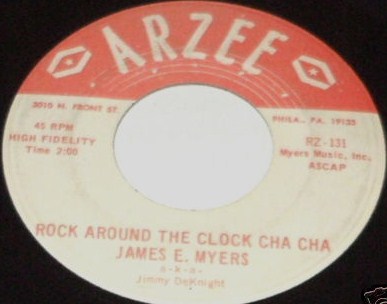 ARZEE
3010 N. FRONT ST.
PHILA., PA. 19133
45 RPM
HIGH FIDELITY
Time 2:00
RZ-131
Myers Music, Inc.
ASCAP
ROCK AROUND THE CLOCK CHA CHA
JAMES E. MYERS
a-k-a-
Jimmy DeKnight